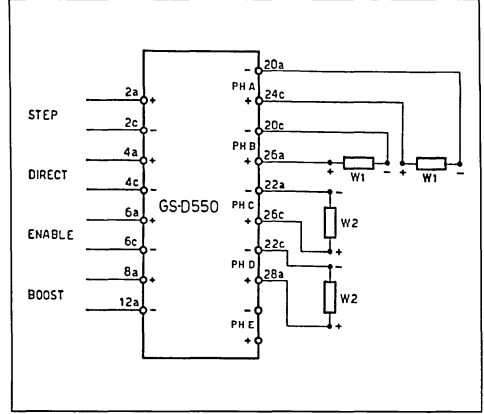 20a
-
PH A
2a
+
24c
+
STEP
2c
-
20c
-
4a
+
PH B
26a
+
+ W1 -
+ W1 -
DIRECT
4c
-
22a
-
-
GS-D550
PH C
6a
+
26c
+
W2
ENABLE
6c
-
22c
-
+
-
8a
+
PH D
28a
+
W2
BOOST
12a
-
-
+
PH E
+